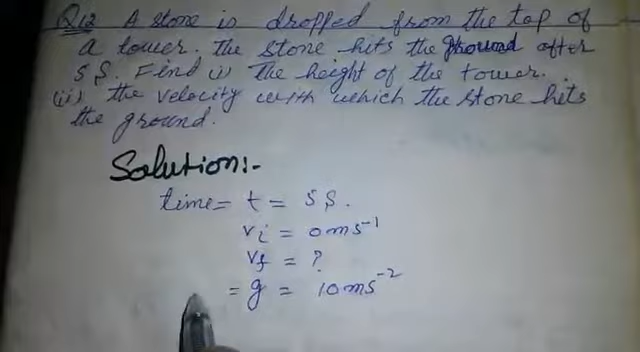 Q12 A stone is dropped from the top of
a tower. the stone hits the ground after
5 S. Find i) the height of the tower.
(ii) the velocity with which the stone hits
the ground.
Solution:-
time = t = 5 S.
vi = 0 ms⁻¹
vf = ?
= g = 10 ms⁻²